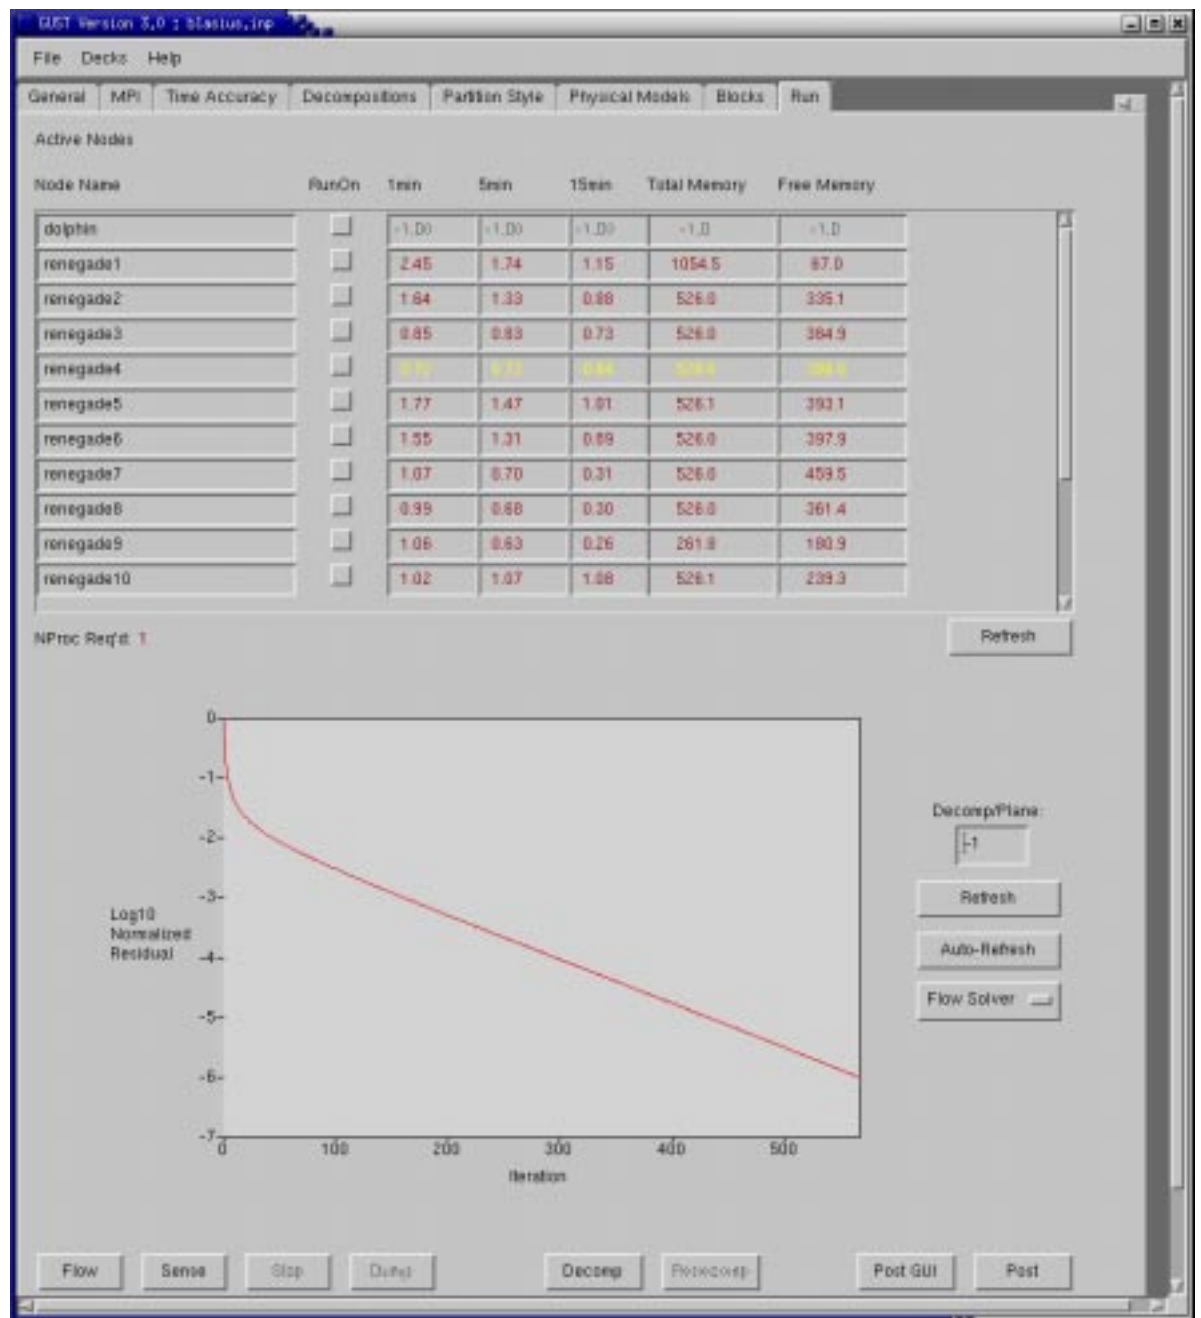 GUST Version 3.0 : blasius.inp
File Decks Help
General MPI Time Accuracy Decompositions Partition Style Physical Models Blocks Run
Active Nodes
Node Name RunOn 1min 5min 15min Total Memory Free Memory
dolphin -1.00 -1.00 -1.00 -1.0 -1.0
renegade1 2.45 1.74 1.15 1054.5 67.0
renegade2 1.64 1.33 0.88 526.0 335.1
renegade3 0.85 0.83 0.73 526.0 384.9
renegade4
renegade5 1.77 1.47 1.01 526.1 393.1
renegade6 1.55 1.31 0.89 526.0 397.9
renegade7 1.07 0.70 0.31 526.0 459.5
renegade8 0.99 0.68 0.30 526.0 361.4
renegade9 1.06 0.63 0.26 261.8 180.9
renegade10 1.02 1.07 1.08 526.1 239.3
NProc Req'd: 1 Refresh
0
-1
-2
-3
-4
-5
-6
-7
Log10
Normalized
Residual
0 100 200 300 400 500
Iteration
Decomp/Plane:
-1
Refresh
Auto-Refresh
Flow Solver
Flow Sense Stop Dump Decomp Post GUI Post